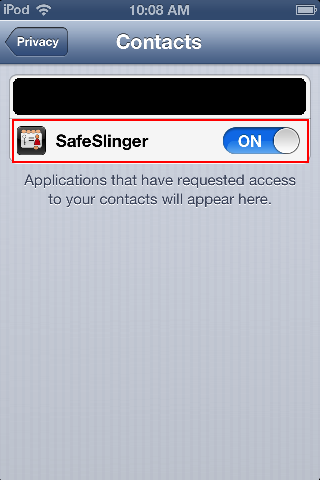 iPod 10:08 AM
Privacy Contacts
SafeSlinger ON
Applications that have requested access
to your contacts will appear here.